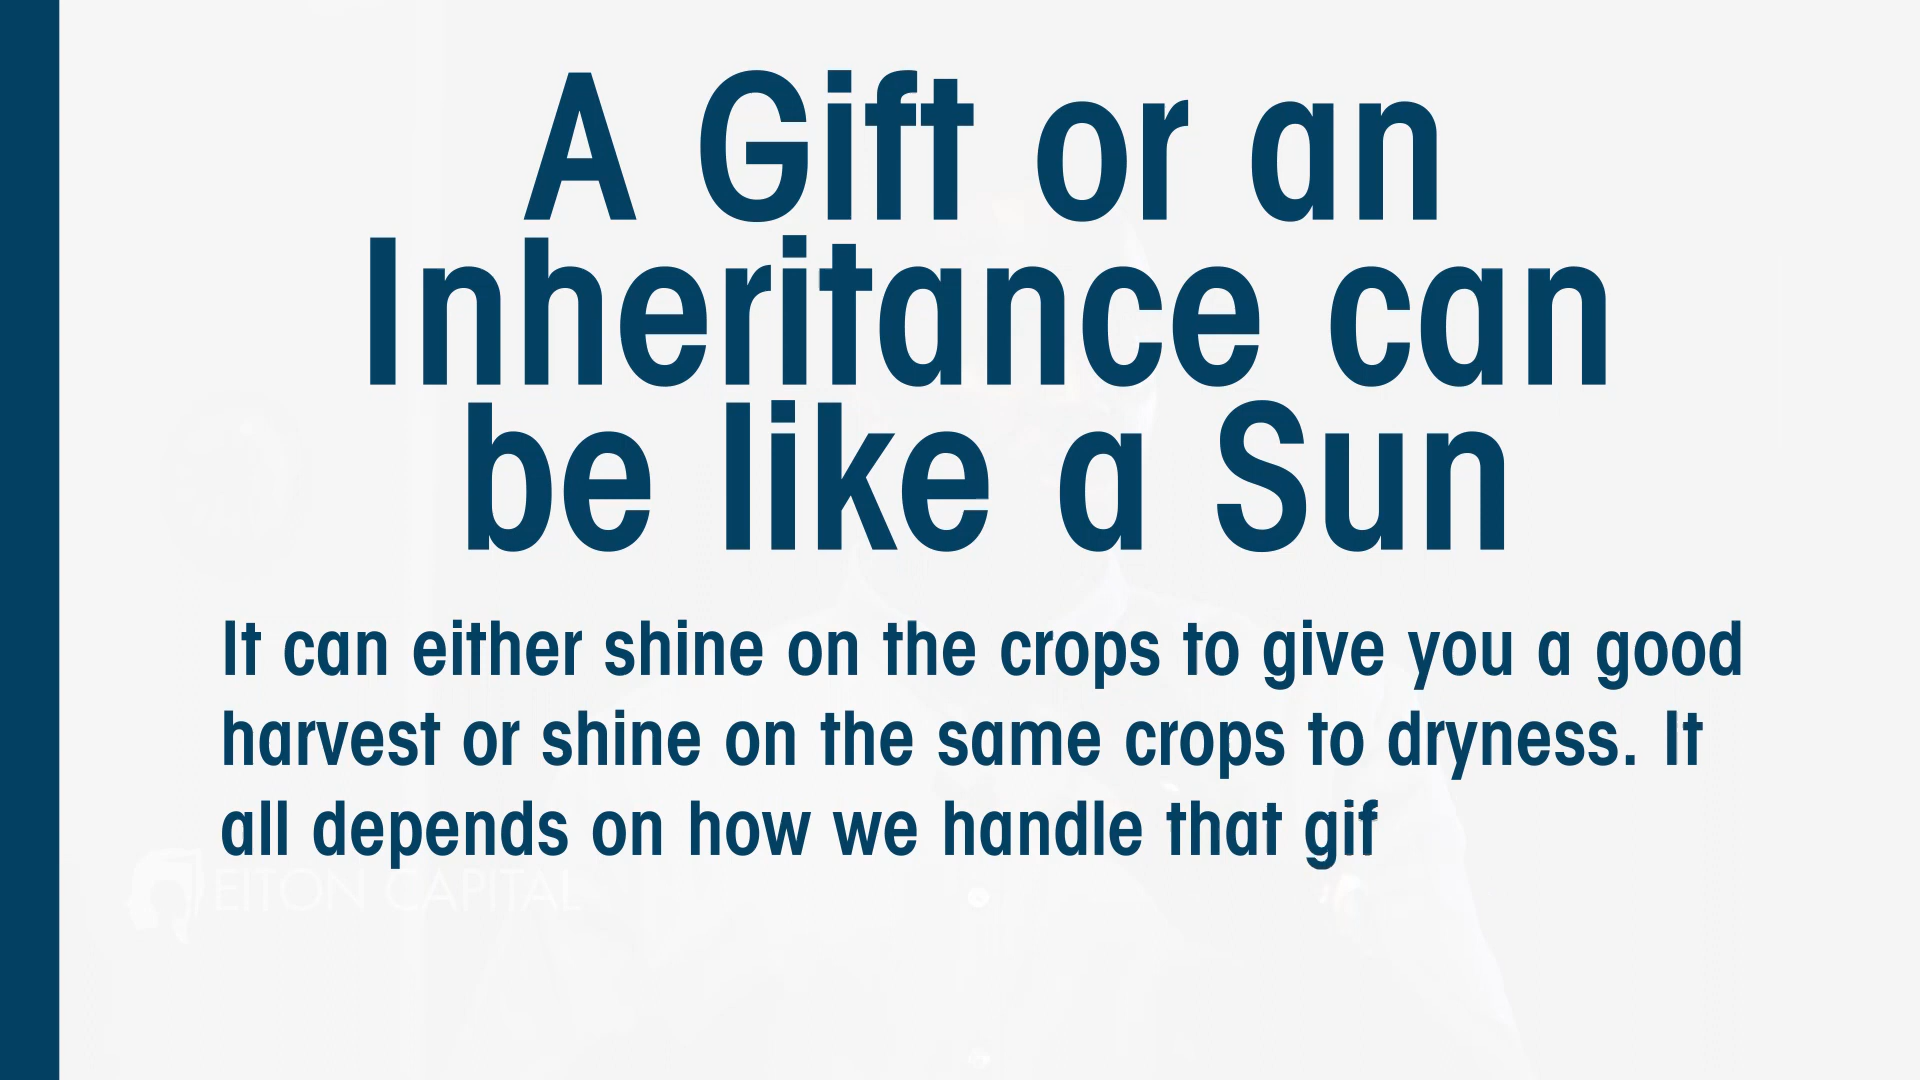 A Gift or an
Inheritance can
be like a Sun
It can either shine on the crops to give you a good
harvest or shine on the same crops to dryness. It
all depends on how we handle that gif
EITON CAPITAL